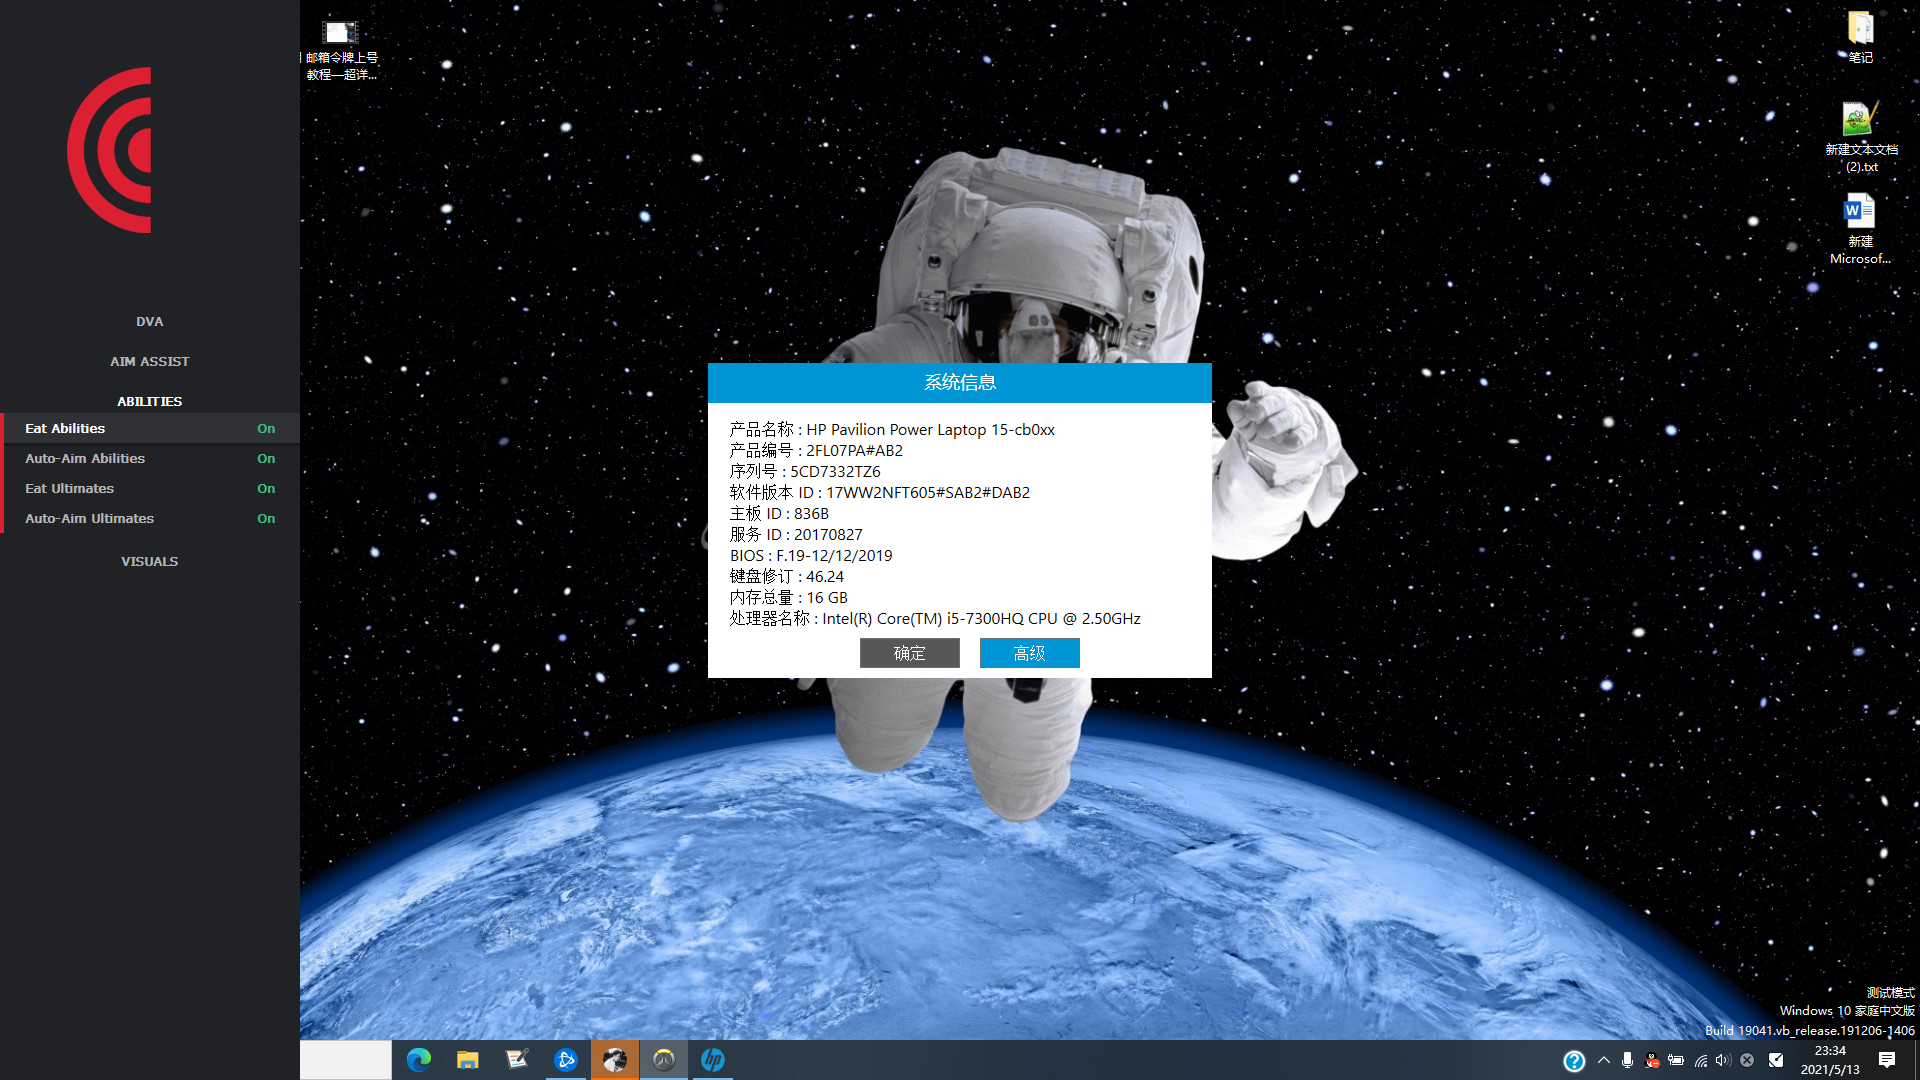 DVA
AIM ASSIST
ABILITIES
Eat Abilities On
Auto-Aim Abilities On
Eat Ultimates On
Auto-Aim Ultimates On
VISUALS
邮箱令牌上号
教程—超详...
笔记
新建文本文档
(2).txt
新建
Microsof...
系统信息
产品名称 : HP Pavilion Power Laptop 15-cb0xx
产品编号 : 2FL07PA#AB2
序列号 : 5CD7332TZ6
软件版本 ID : 17WW2NFT605#SAB2#DAB2
主板 ID : 836B
服务 ID : 20170827
BIOS : F.19-12/12/2019
键盘修订 : 46.24
内存总量 : 16 GB
处理器名称 : Intel(R) Core(TM) i5-7300HQ CPU @ 2.50GHz
确定
高级
测试模式
Windows 10 家庭中文版
Build 19041.vb_release.191206-1406
23:34
2021/5/13